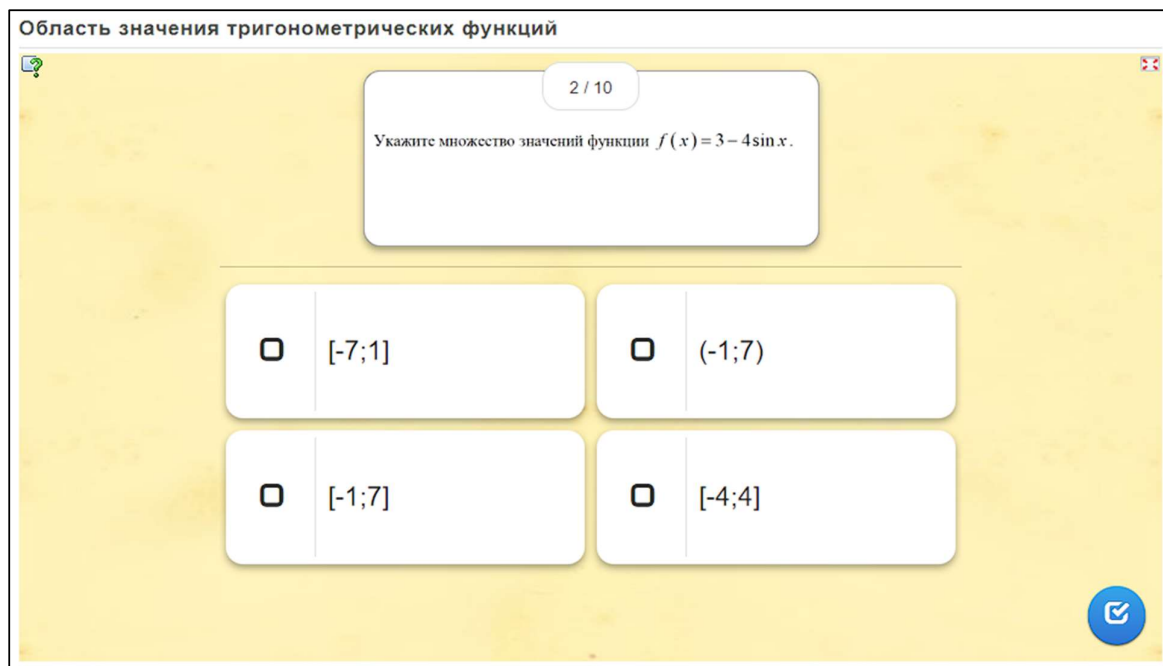 Область значения тригонометрических функций
2 / 10
Укажите множество значений функции f(x)=3−4sin x.
[-7;1]
(-1;7)
[-1;7]
[-4;4]